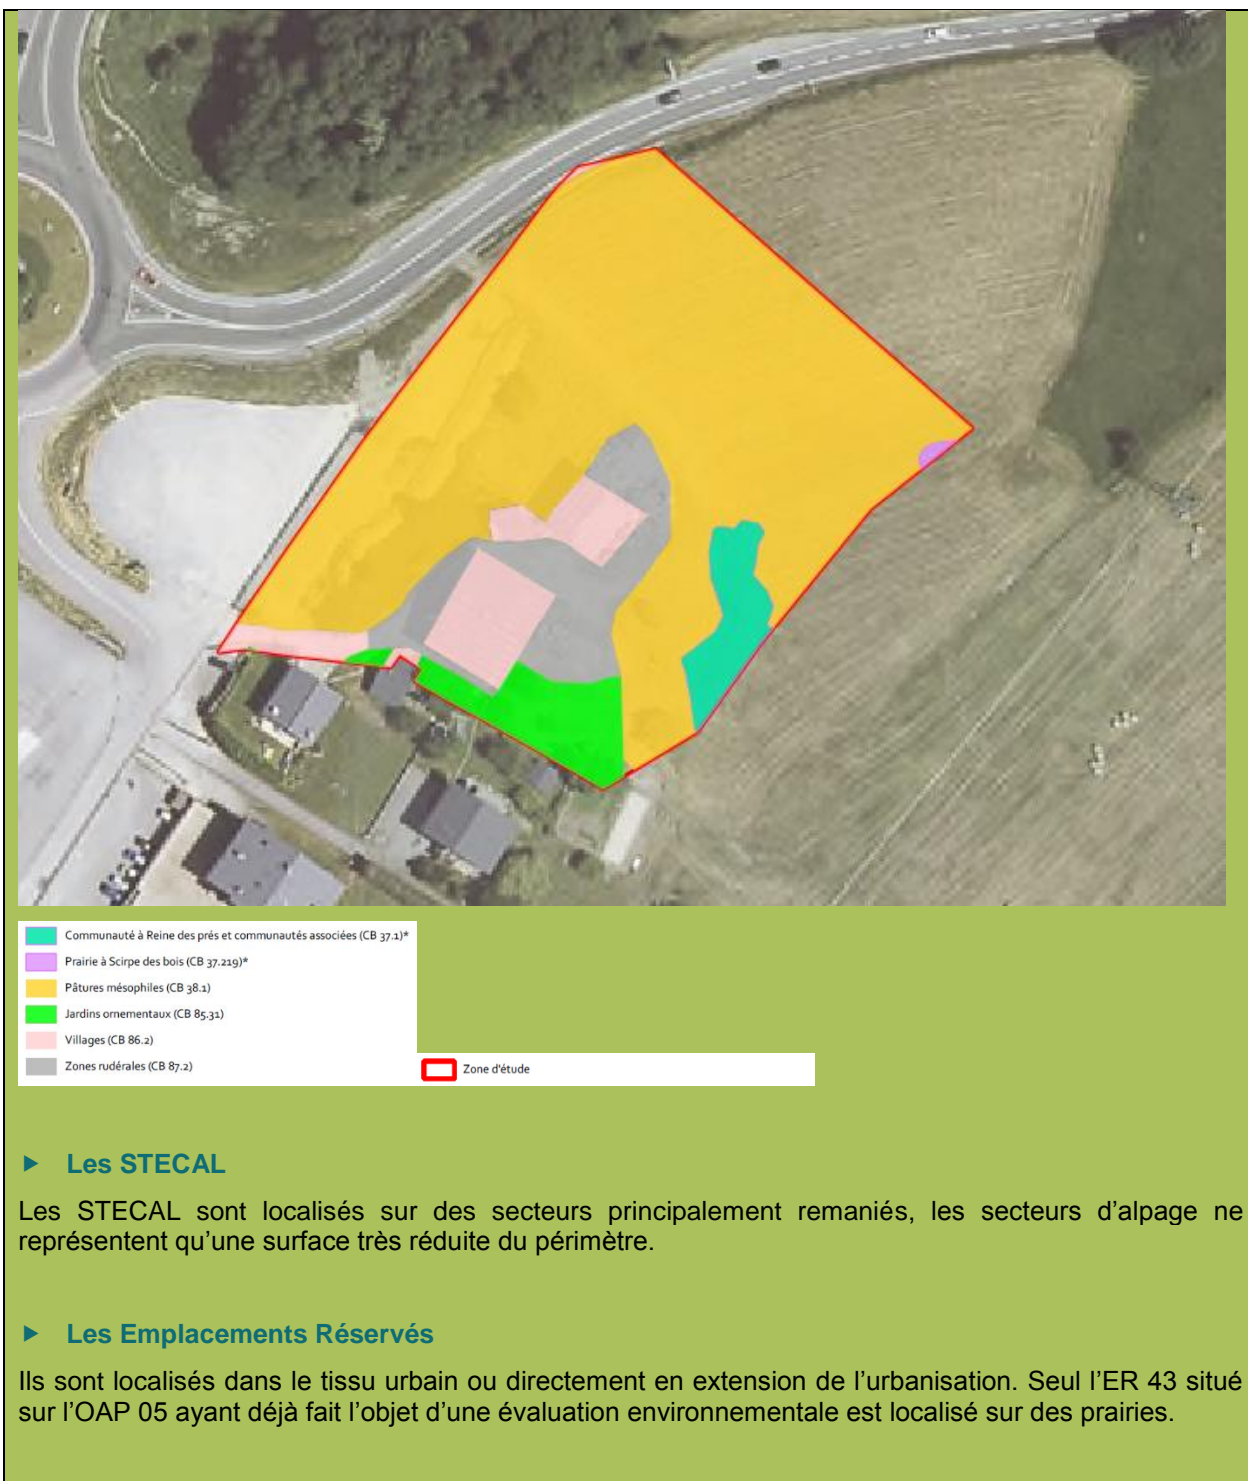 Communauté à Reine des prés et communautés associées (CB 37.1)*
Prairie à Scirpe des bois (CB 37.219)*
Pâtures mésophiles (CB 38.1)
Jardins ornementaux (CB 85.31)
Villages (CB 86.2)
Zones rudérales (CB 87.2)
Zone d'étude
Les STECAL
Les STECAL sont localisés sur des secteurs principalement remaniés, les secteurs d’alpage ne
représentent qu’une surface très réduite du périmètre.
Les Emplacements Réservés
Ils sont localisés dans le tissu urbain ou directement en extension de l’urbanisation. Seul l’ER 43 situé
sur l’OAP 05 ayant déjà fait l’objet d’une évaluation environnementale est localisé sur des prairies.